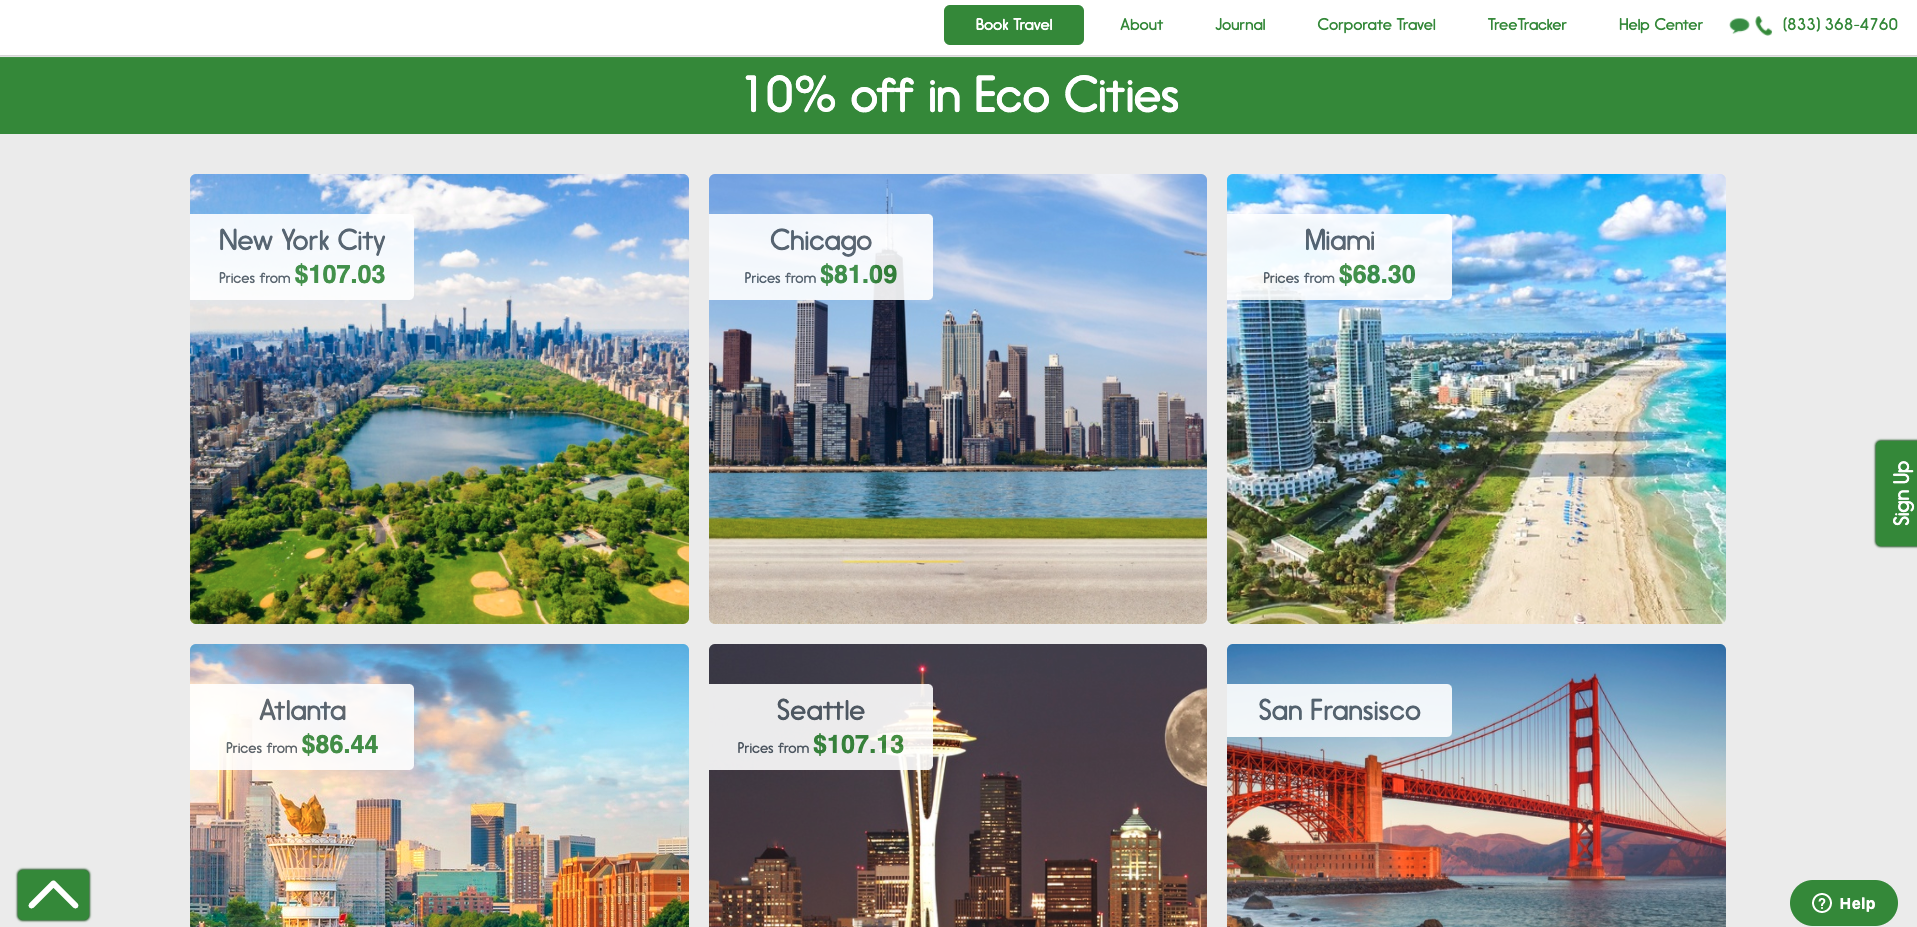 Book Travel
About
Journal
Corporate Travel
TreeTracker
Help Center
(833) 368-4760
10% off in Eco Cities
New York City
Prices from $107.03
Chicago
Prices from $81.09
Miami
Prices from $68.30
Sign Up
Atlanta
Prices from $86.44
Seattle
Prices from $107.13
San Fransisco
Help